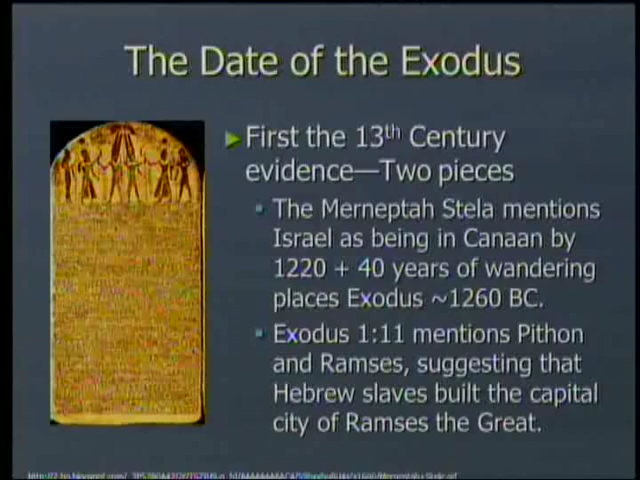 The Date of the Exodus
First the 13th Century
evidence—Two pieces
The Merneptah Stela mentions
Israel as being in Canaan by
1220 + 40 years of wandering
places Exodus ~1260 BC.
Exodus 1:11 mentions Pithon
and Ramses, suggesting that
Hebrew slaves built the capital
city of Ramses the Great.